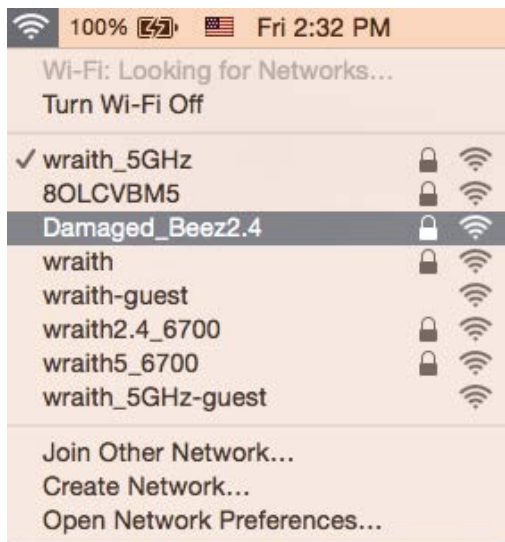 100% Fri 2:32 PM
Wi-Fi: Looking for Networks...
Turn Wi-Fi Off
✓ wraith_5GHz
8OLCVBM5
Damaged_Beez2.4
wraith
wraith-guest
wraith2.4_6700
wraith5_6700
wraith_5GHz-guest
Join Other Network...
Create Network...
Open Network Preferences...